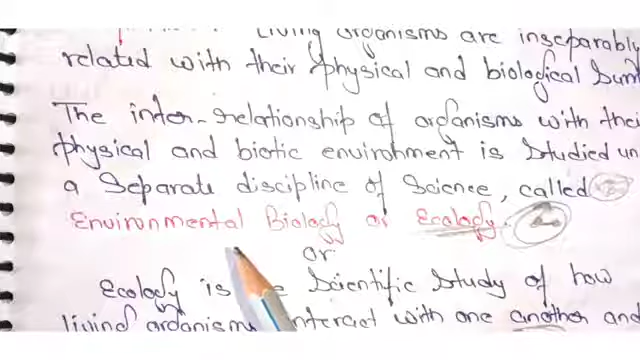 Living organisms are inseparably
related with their physical and biological
The inter-relationship of organisms with
physical and biotic environment is studied un
a separate discipline of Science, called
Environmental Biology or Ecology.
or
Ecology is Scientific Study of how
living organisms interact with one another and